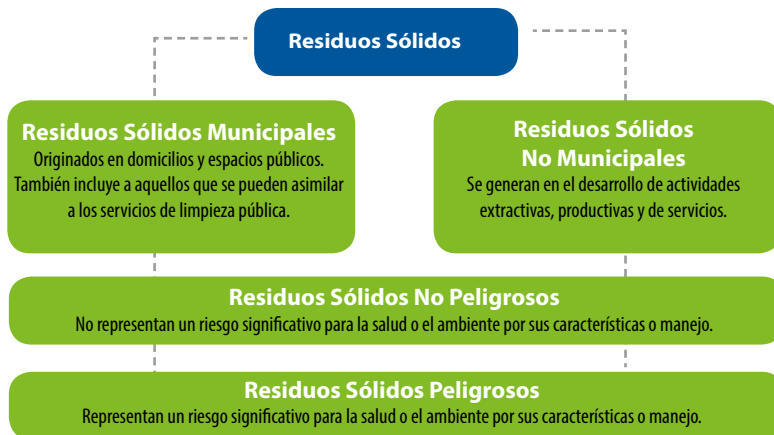 Residuos Sólidos
Residuos Sólidos Municipales
Originados en domicilios y espacios públicos.
También incluye a aquellos que se pueden asimilar
a los servicios de limpieza pública.
Residuos Sólidos
No Municipales
Se generan en el desarrollo de actividades
extractivas, productivas y de servicios.
Residuos Sólidos No Peligrosos
No representan un riesgo significativo para la salud o el ambiente por sus características o manejo.
Residuos Sólidos Peligrosos
Representan un riesgo significativo para la salud o el ambiente por sus características o manejo.